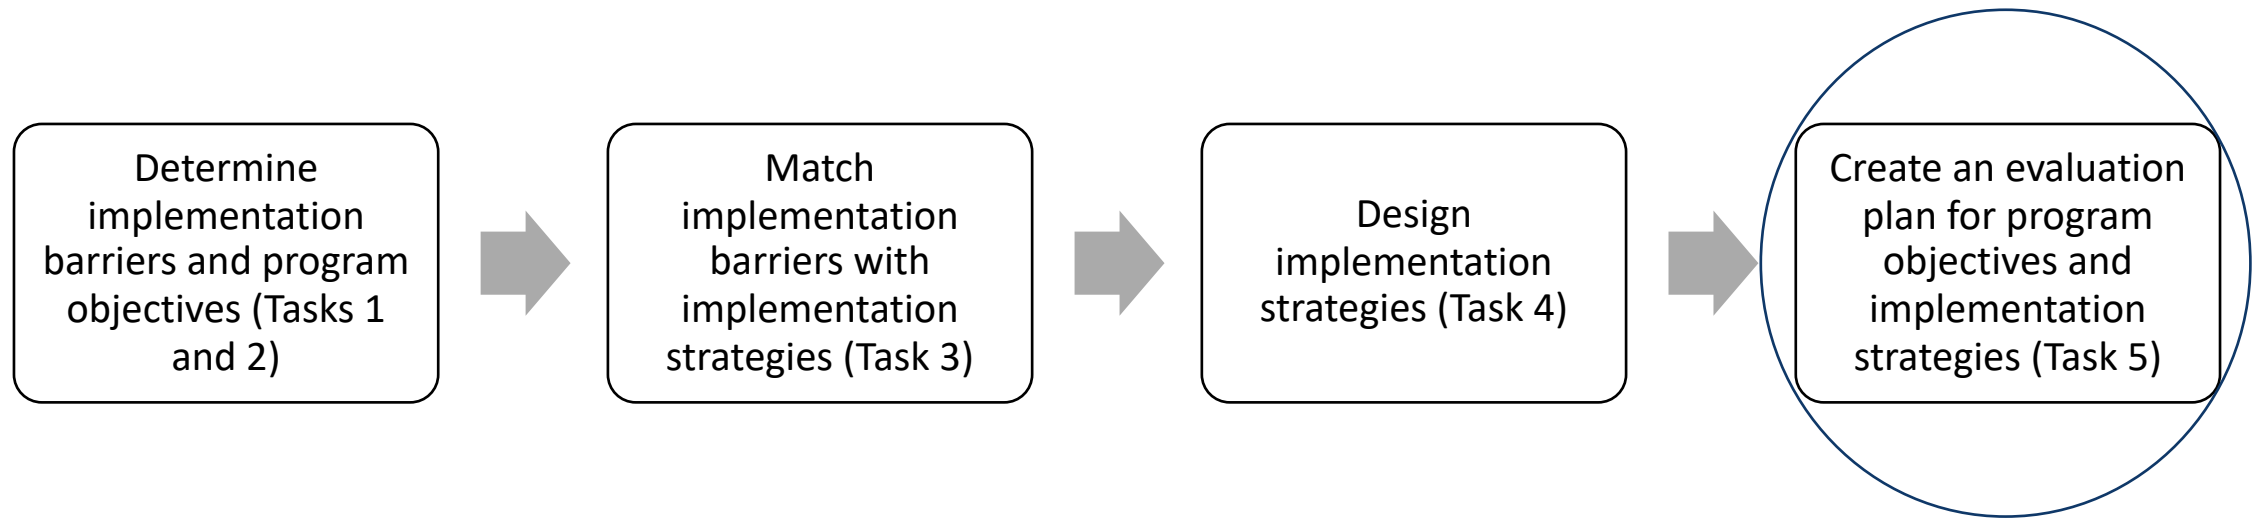 Determine
implementation
barriers and program
objectives (Tasks 1
and 2)
Match
implementation
barriers with
implementation
strategies (Task 3)
Design
implementation
strategies (Task 4)
Create an evaluation
plan for program
objectives and
implementation
strategies (Task 5)